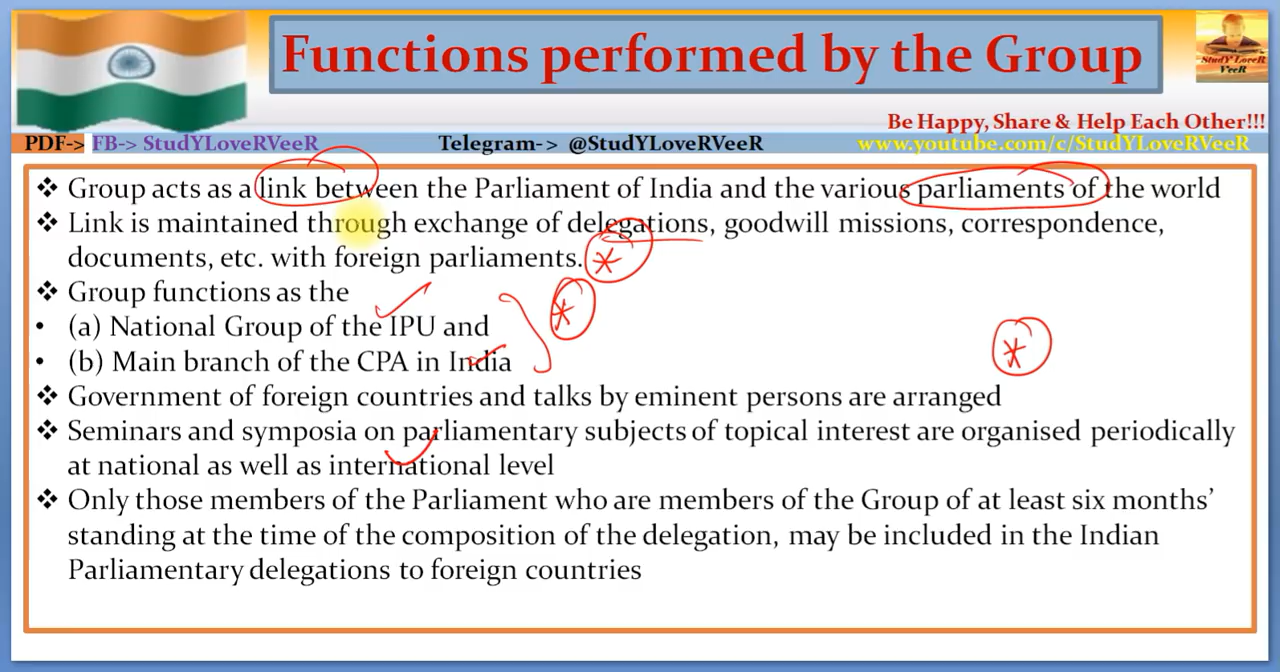 Functions performed by the Group
StudY LoveR
VeeR
Be Happy, Share & Help Each Other!!!
PDF-> FB-> StudYLoveRVeeR Telegram-> @StudYLoveRVeeR www.youtube.com/c/StudYLoveRVeeR
❖ Group acts as a link between the Parliament of India and the various parliaments of the world
❖ Link is maintained through exchange of delegations, goodwill missions, correspondence,
documents, etc. with foreign parliaments.
❖ Group functions as the
• (a) National Group of the IPU and
• (b) Main branch of the CPA in India
❖ Government of foreign countries and talks by eminent persons are arranged
❖ Seminars and symposia on parliamentary subjects of topical interest are organised periodically
at national as well as international level
❖ Only those members of the Parliament who are members of the Group of at least six months’
standing at the time of the composition of the delegation, may be included in the Indian
Parliamentary delegations to foreign countries